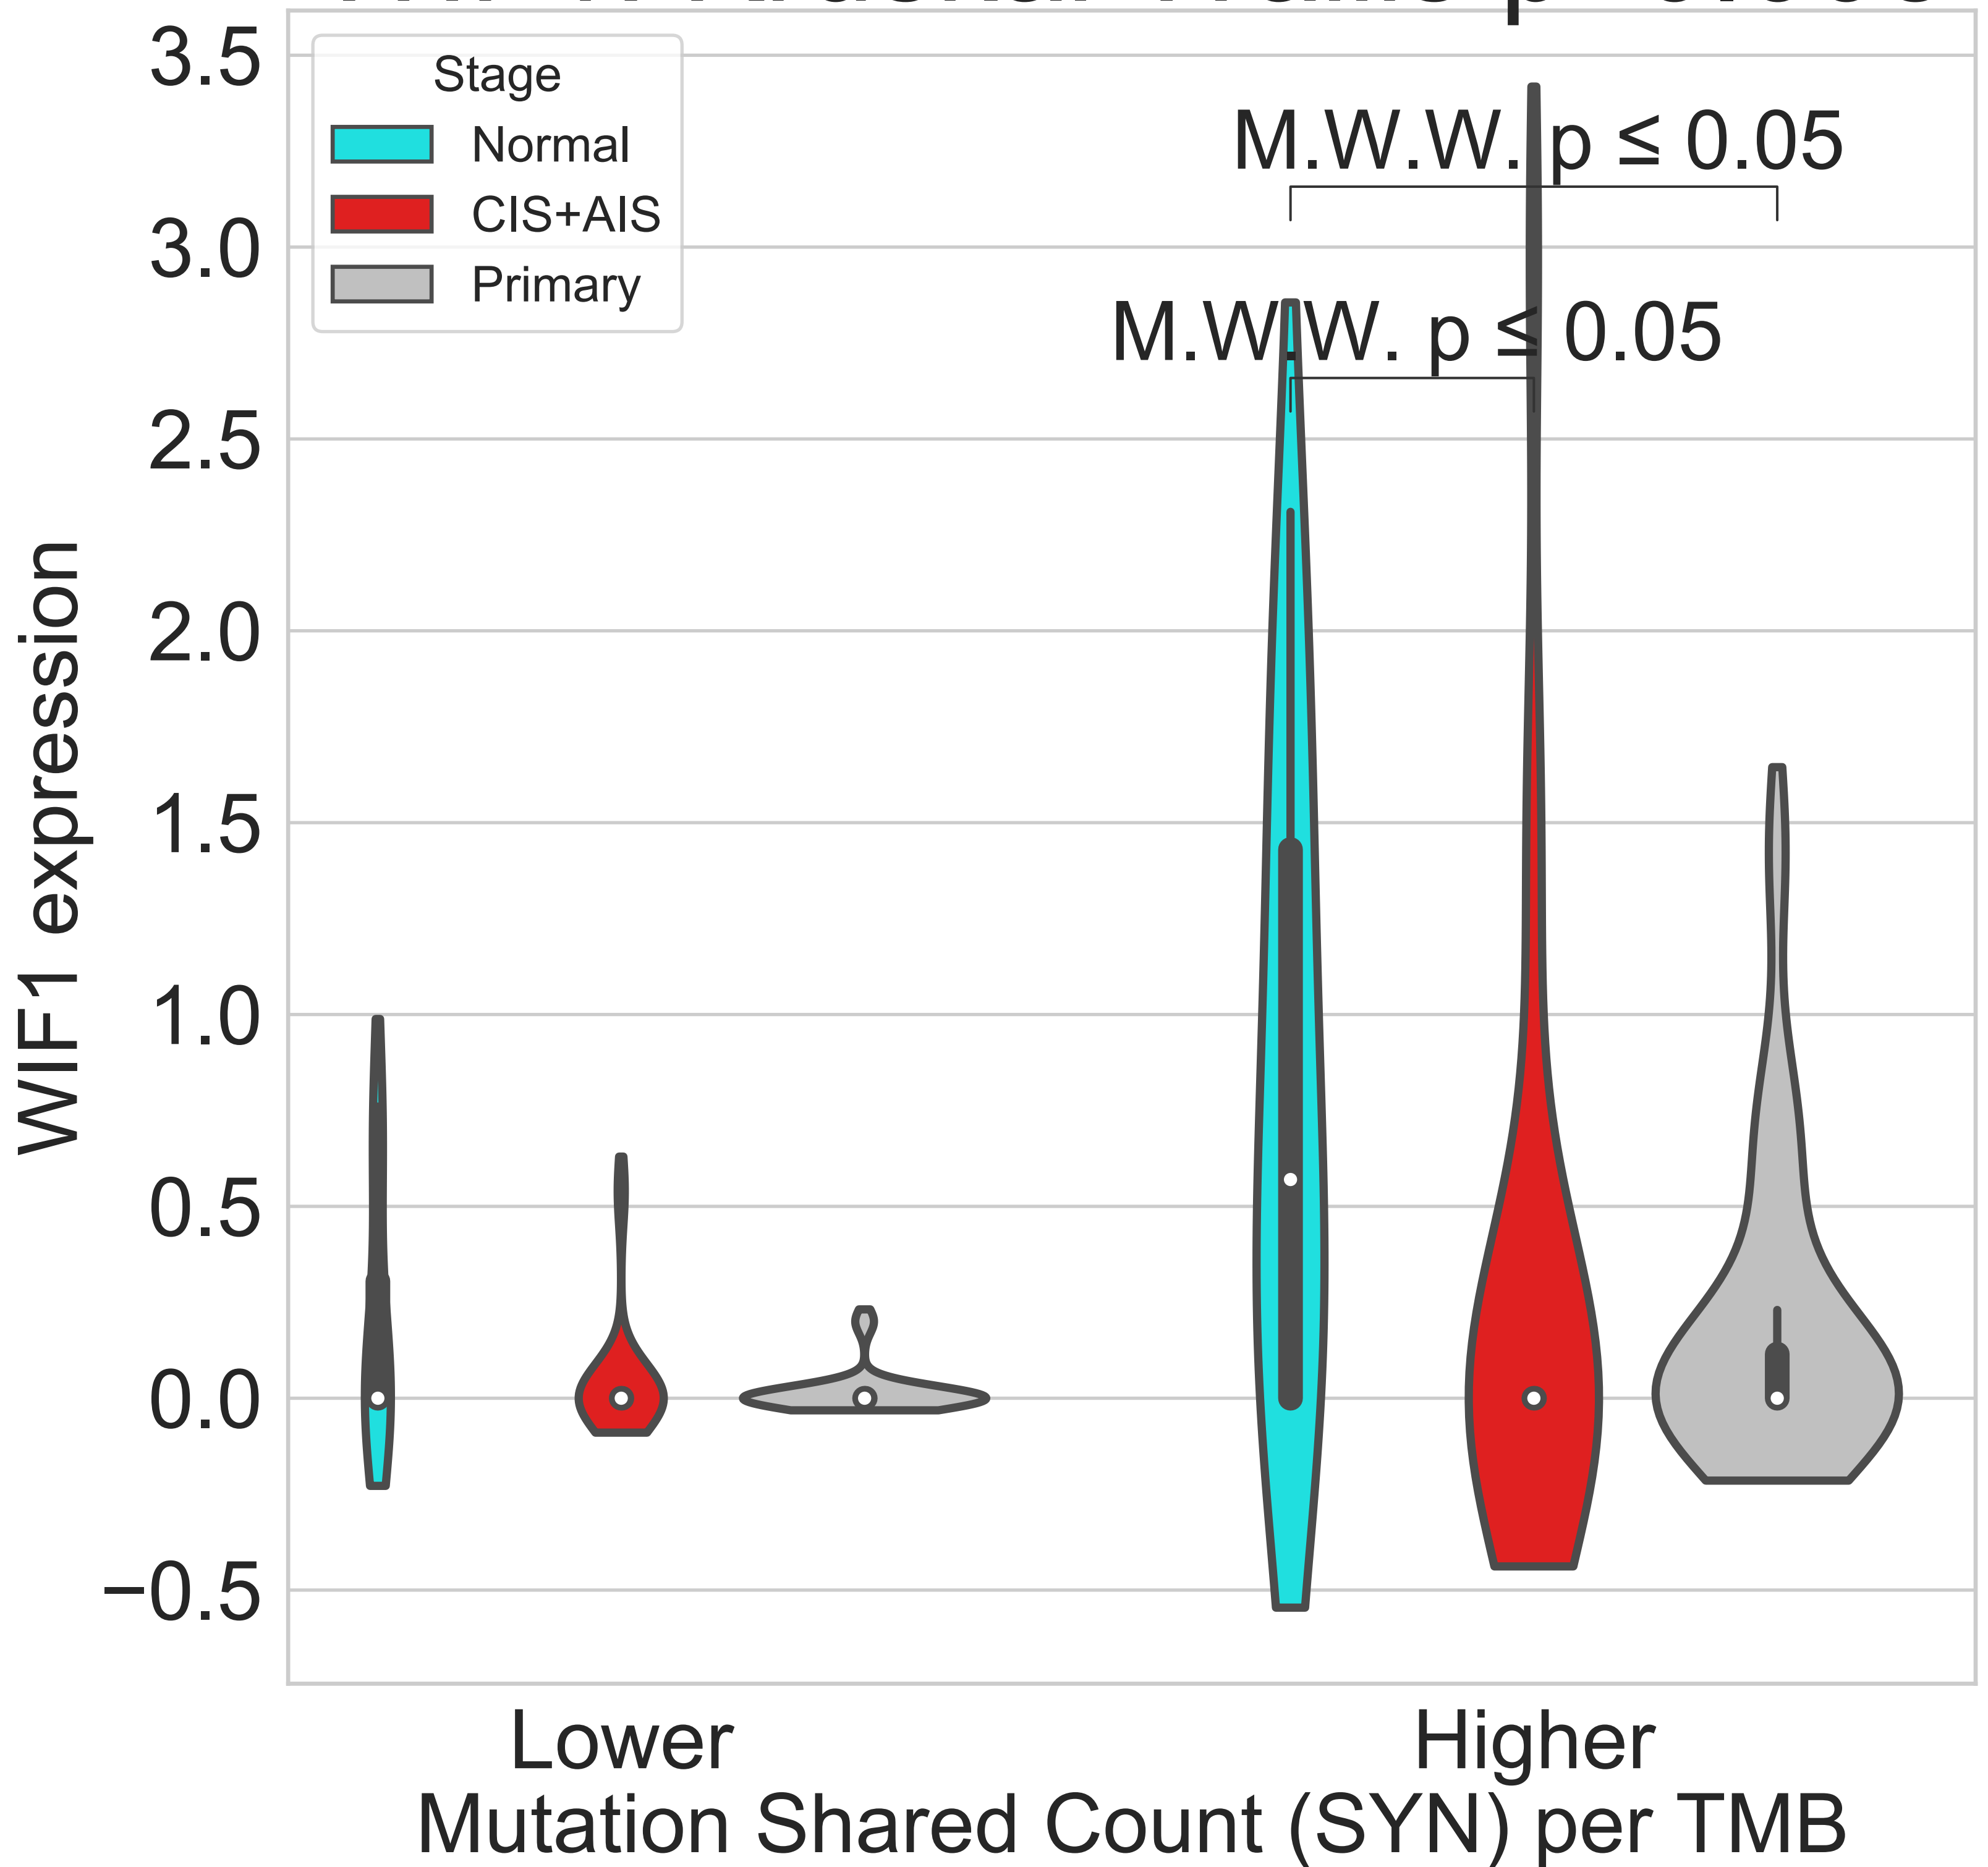 3.5
3.0
2.5
2.0
1.5
1.0
0.5
0.0
−0.5
WIF1 expression
Stage
Normal
CIS+AIS
Primary
M.W.W. p ≤ 0.05
M.W.W. p ≤ 0.05
Lower
Higher
Mutation Shared Count (SYN) per TMB